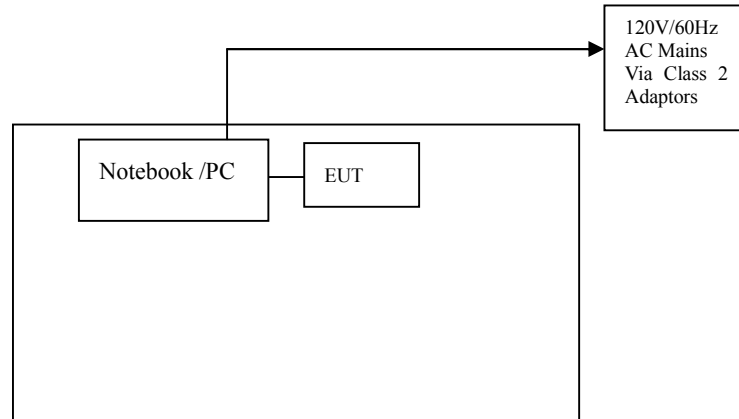 120V/60Hz
AC Mains
Via Class 2
Adaptors
Notebook /PC
EUT